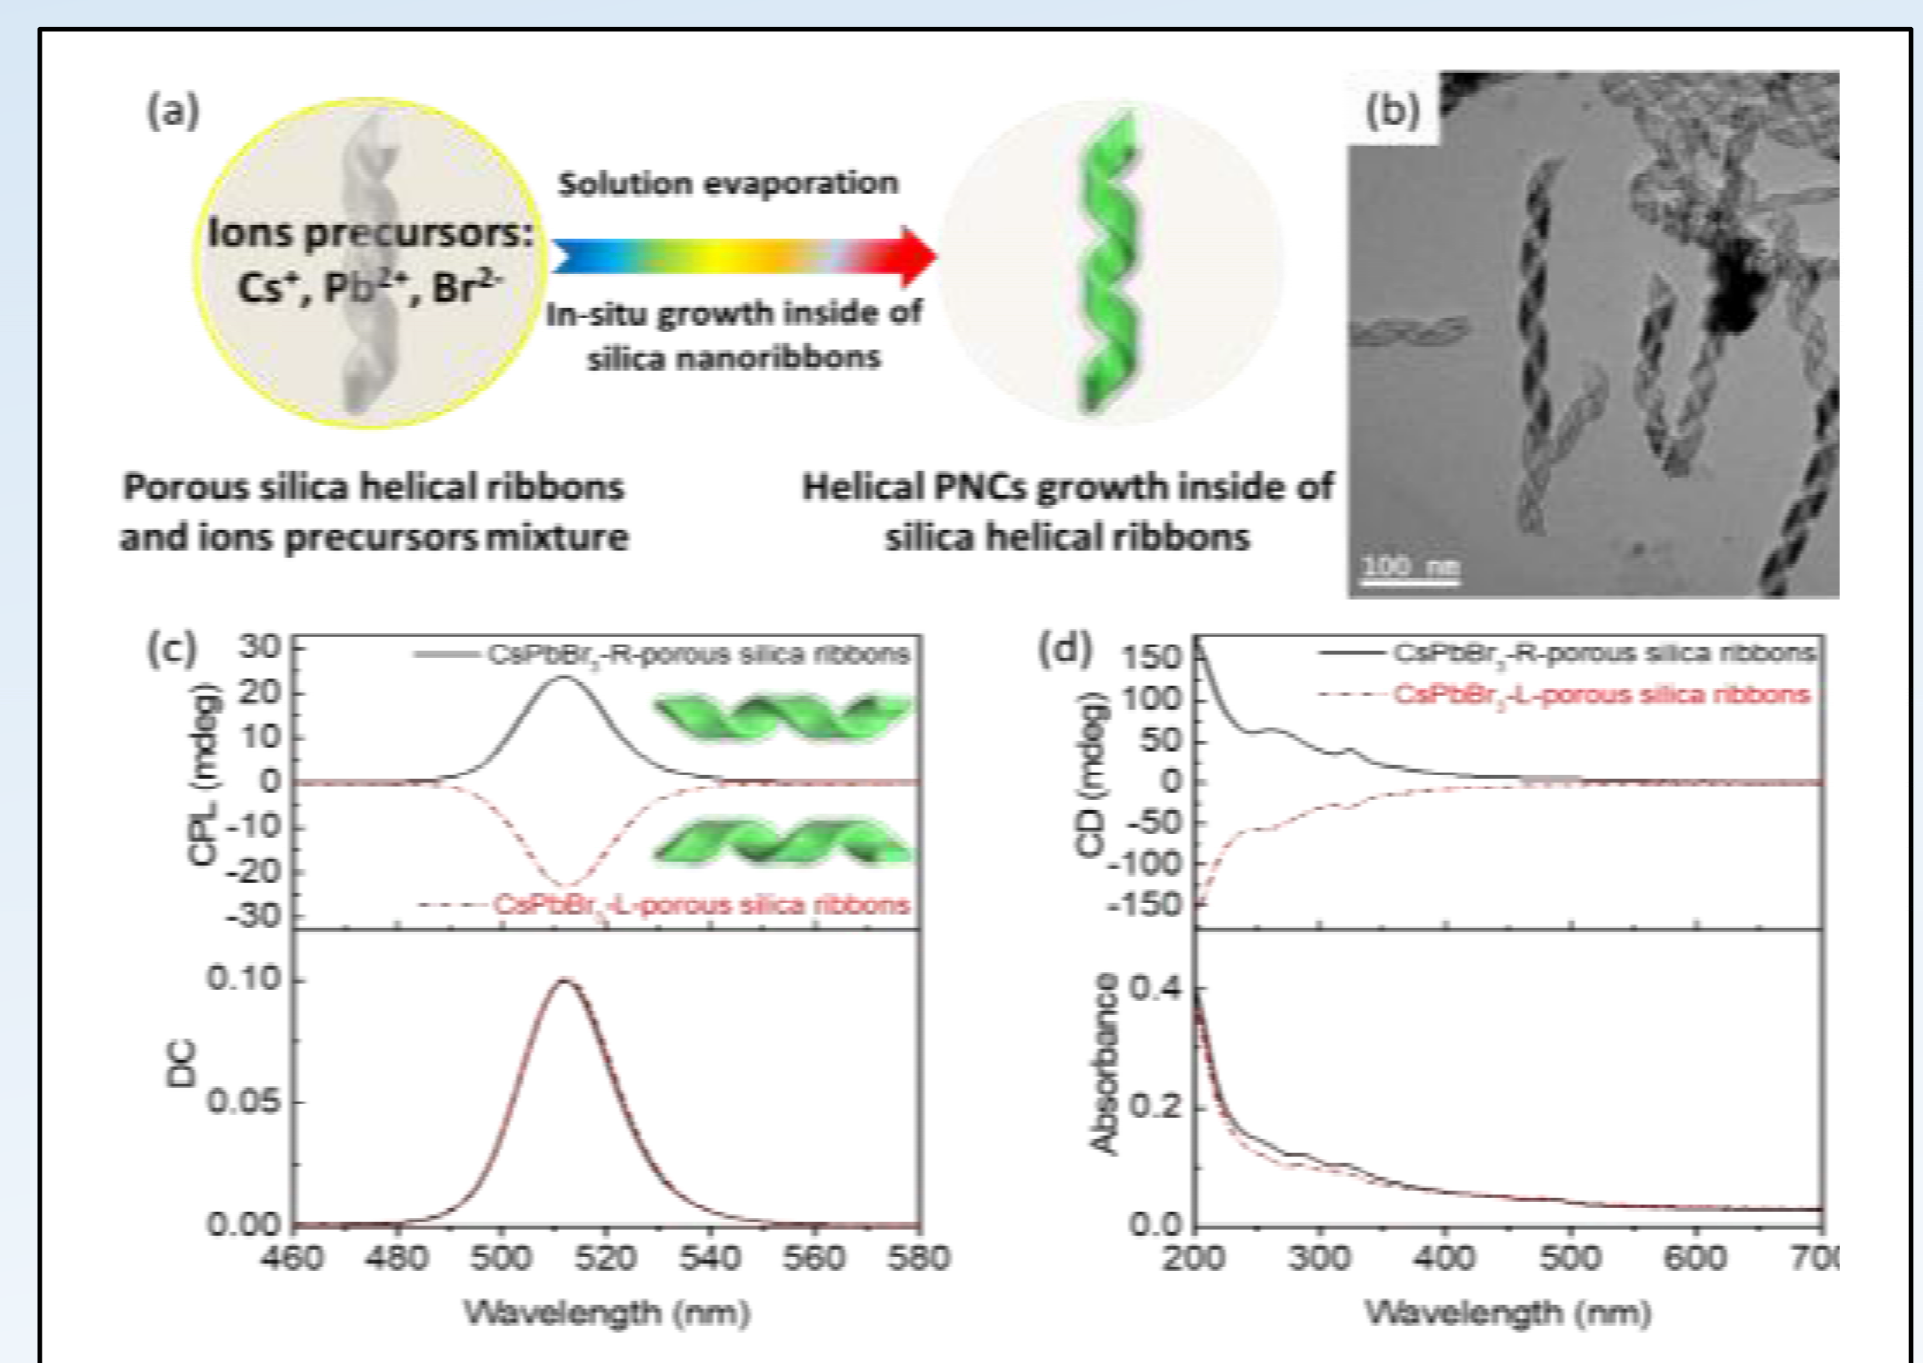 (a)
Ions precursors:
Cs⁺, Pb²⁺, Br²⁻
Solution evaporation
In-situ growth inside of
silica nanoribbons
Porous silica helical ribbons
and ions precursors mixture
Helical PNCs growth inside of
silica helical ribbons
(b)
100 nm
(c)
CPL (mdeg)
30
20
10
0
-10
-20
-30
CsPbBr₃-R-porous silica ribbons
CsPbBr₃-L-porous silica ribbons
DC
0.10
0.05
0.00
460 480 500 520 540 560 580
Wavelength (nm)
(d)
CD (mdeg)
150
100
50
0
-50
-100
-150
CsPbBr₃-R-porous silica ribbons
CsPbBr₃-L-porous silica ribbons
Absorbance
0.4
0.2
0.0
200 300 400 500 600 700
Wavelength (nm)